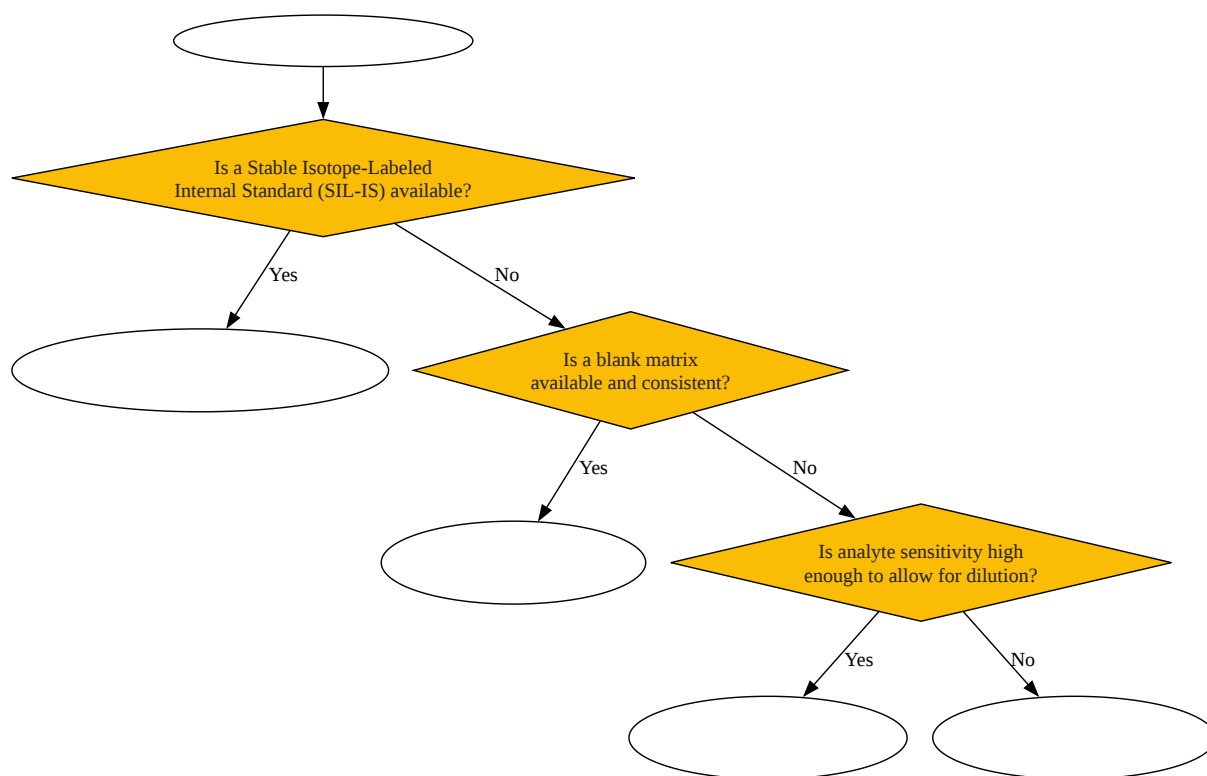 Is a Stable Isotope-Labeled
Internal Standard (SIL-IS) available?
Yes
No
Is a blank matrix
available and consistent?
Yes
No
Is analyte sensitivity high
enough to allow for dilution?
Yes
No